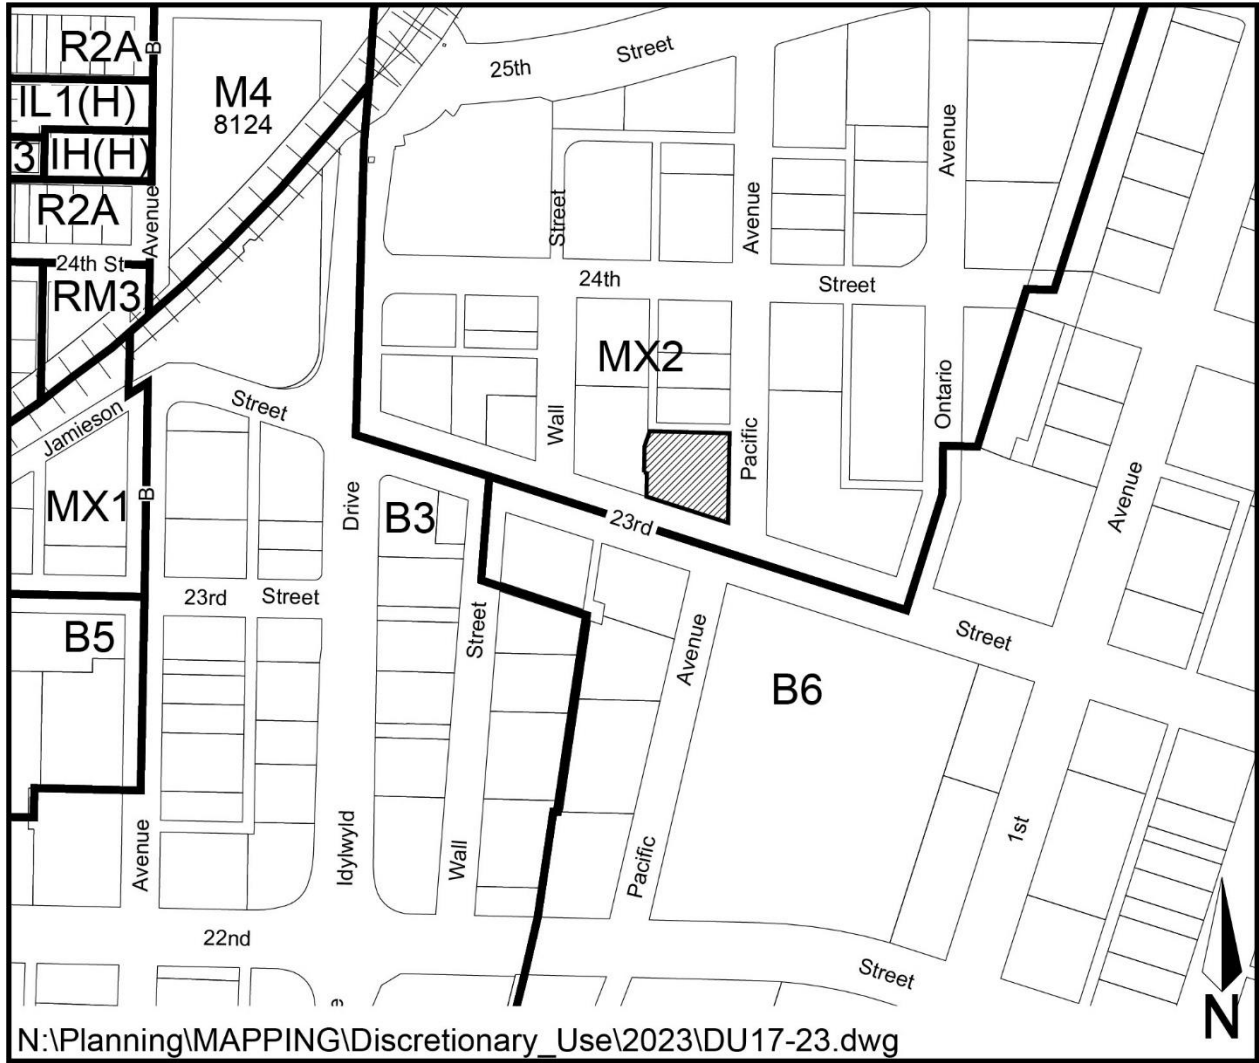 R2A
B
M4
8124
IL1(H)
3
IH(H)
R2A
Avenue
24th St
RM3
Jamieson
MX1
B
B5
Avenue
25th Street
Street
Avenue
Avenue
24th Street
MX2
Street
Wall
Pacific
Ontario
Avenue
Drive
B3
23rd
23rd Street
Street
Avenue
Street
B6
Idylwyld
Wall
Pacific
1st
22nd
Street
e
N
N:\Planning\MAPPING\Discretionary_Use\2023\DU17-23.dwg